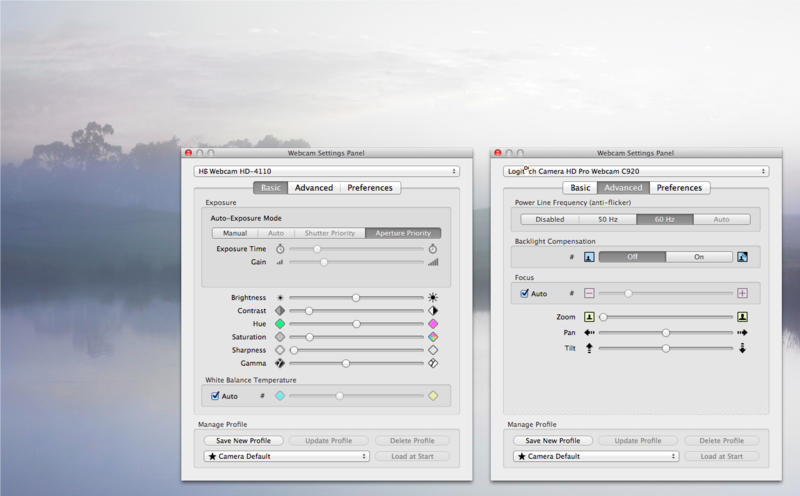 Webcam Settings Panel
Webcam HD-4110
Basic Advanced Preferences
Exposure
Auto-Exposure Mode
Manual Auto Shutter Priority Aperture Priority
Exposure Time
Gain
Brightness
Contrast
Hue
Saturation
Sharpness
Gamma
White Balance Temperature
Auto #
Manage Profile
Save New Profile Update Profile Delete Profile
★ Camera Default Load at Start
Webcam Settings Panel
Camera HD Pro Webcam C920
Basic Advanced Preferences
Power Line Frequency (anti-flicker)
Disabled 50 Hz 60 Hz Auto
Backlight Compensation
# Off On
Focus
Auto #
Zoom
Pan
Tilt
Manage Profile
Save New Profile Update Profile Delete Profile
★ Camera Default Load at Start